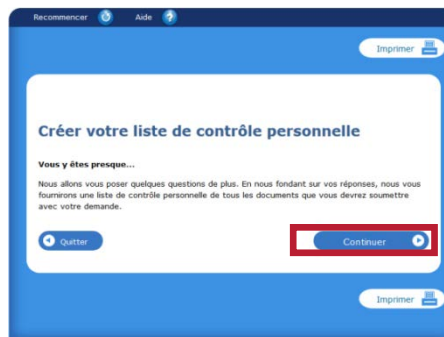 Recommencer Aide ?
Imprimer
Créer votre liste de contrôle personnelle
Vous y êtes presque...
Nous allons vous poser quelques questions de plus. En nous fondant sur vos réponses, nous vous
fournirons une liste de contrôle personnelle de tous les documents que vous devrez soumettre
avec votre demande.
Quitter Continuer
Imprimer